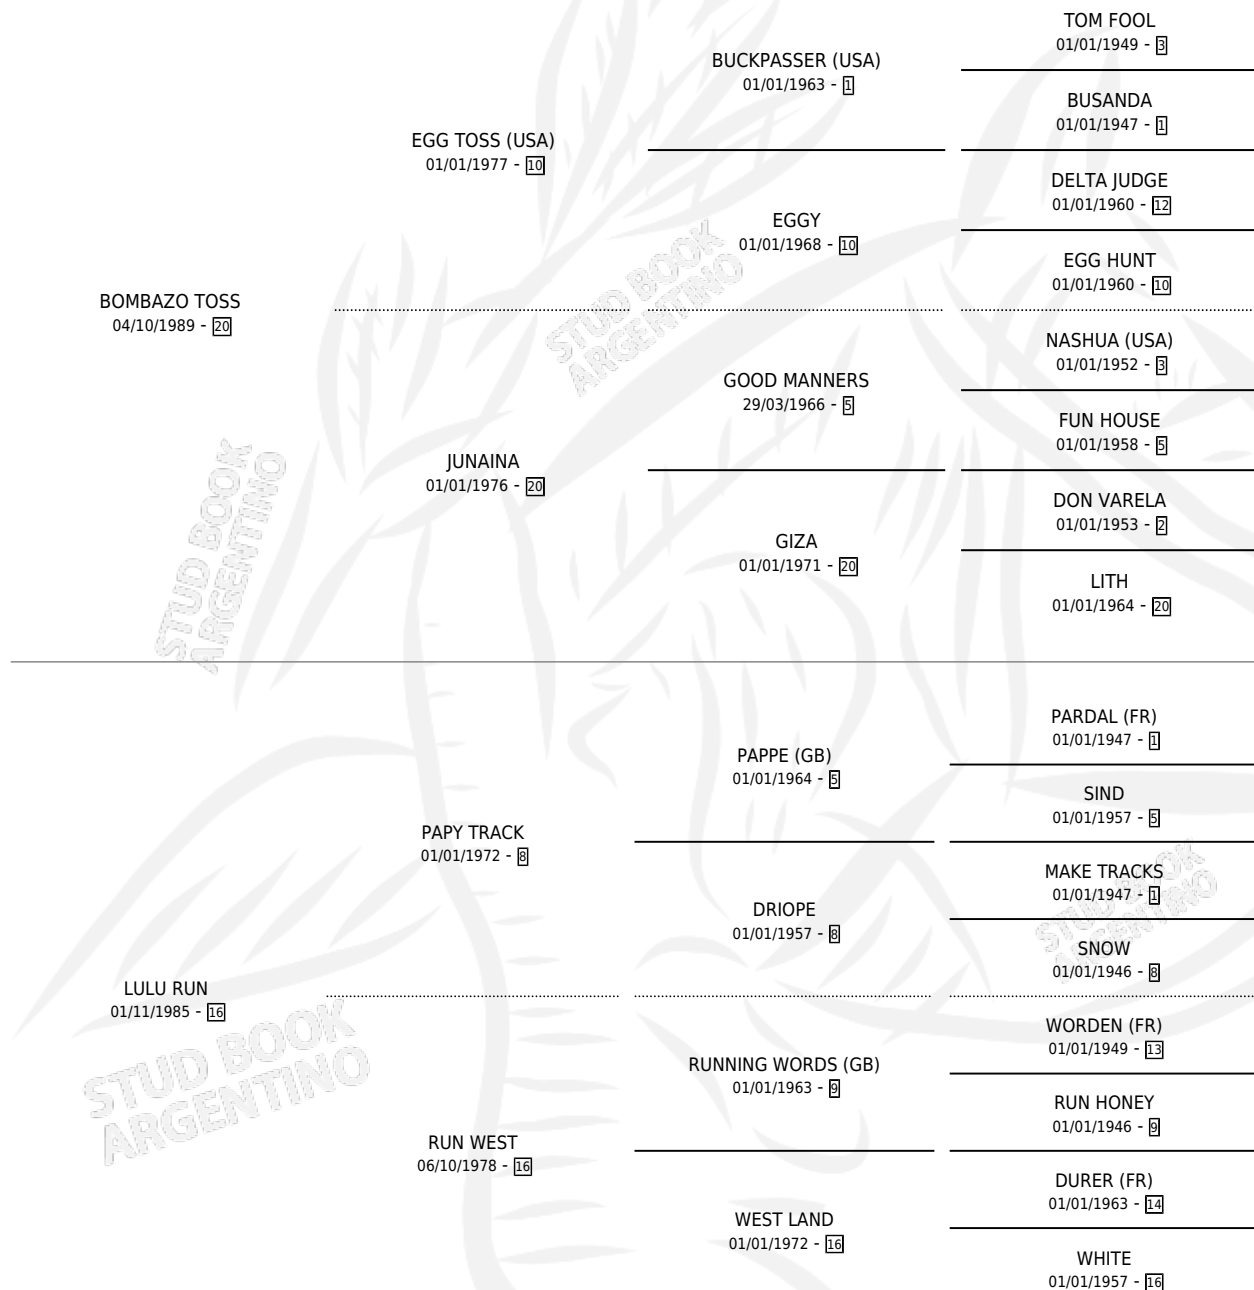 TOM FOOL
01/01/1949 - 3
BUCKPASSER (USA)
01/01/1963 - 1
BUSANDA
01/01/1947 - 1
EGG TOSS (USA)
01/01/1977 - 10
DELTA JUDGE
01/01/1960 - 12
EGGY
01/01/1968 - 10
EGG HUNT
01/01/1960 - 10
BOMBAZO TOSS
04/10/1989 - 20
STUD BOOK
ARGENTINO
NASHUA (USA)
01/01/1952 - 3
GOOD MANNERS
29/03/1966 - 5
FUN HOUSE
01/01/1958 - 5
JUNAINA
01/01/1976 - 20
STUD BOOK
ARGENTINO
DON VARELA
01/01/1953 - 2
GIZA
01/01/1971 - 20
LITH
01/01/1964 - 20
PARDAL (FR)
01/01/1947 - 1
PAPPE (GB)
01/01/1964 - 5
SIND
01/01/1957 - 5
PAPY TRACK
01/01/1972 - 8
MAKE TRACKS
01/01/1947 - 1
STUD BOOK
ARGENTINO
DRIOPE
01/01/1957 - 8
SNOW
01/01/1946 - 8
LULU RUN
01/11/1985 - 16
STUD BOOK
ARGENTINO
WORDEN (FR)
01/01/1949 - 13
RUNNING WORDS (GB)
01/01/1963 - 9
RUN HONEY
01/01/1946 - 9
RUN WEST
06/10/1978 - 16
DURER (FR)
01/01/1963 - 14
WEST LAND
01/01/1972 - 16
WHITE
01/01/1957 - 16